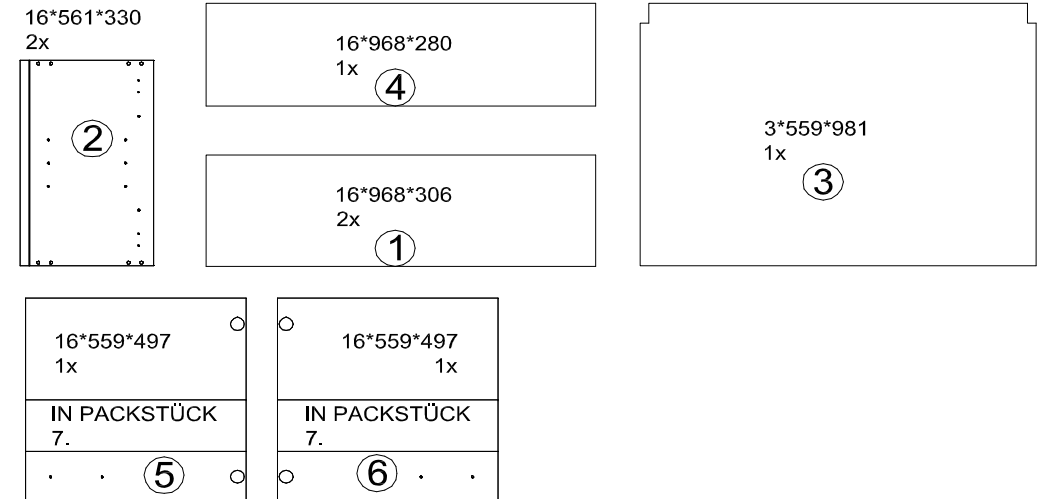 16*561*330
2x
2
16*968*280
1x
4
3*559*981
1x
3
16*968*306
2x
1
16*559*497
1x
IN PACKSTÜCK
7.
5
16*559*497
1x
IN PACKSTÜCK
7.
6